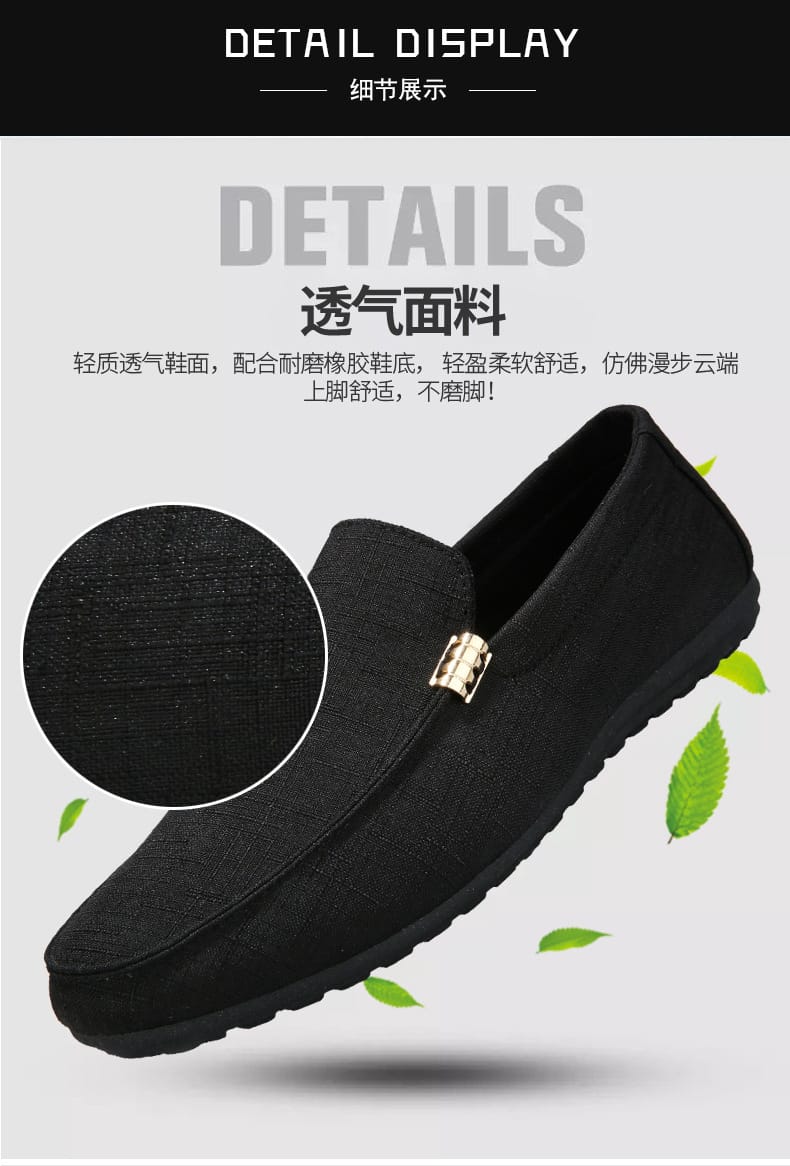 DETAIL DISPLAY
细节展示
DETAILS
透气面料
轻质透气鞋面，配合耐磨橡胶鞋底， 轻盈柔软舒适，仿佛漫步云端
上脚舒适，不磨脚！